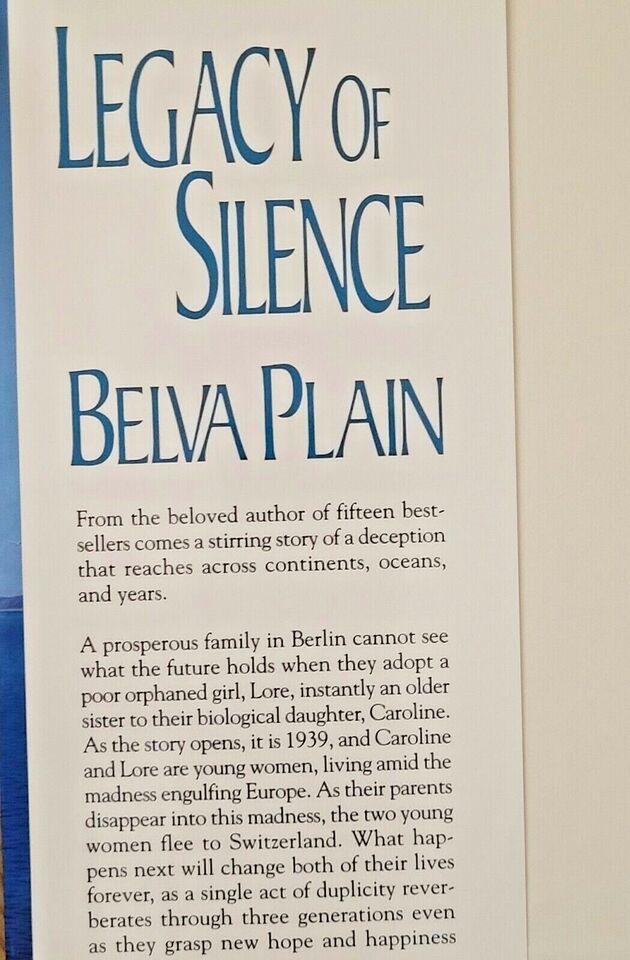 LEGACY OF
SILENCE
BELVA PLAIN
From the beloved author of fifteen best-
sellers comes a stirring story of a deception
that reaches across continents, oceans,
and years.
A prosperous family in Berlin cannot see
what the future holds when they adopt a
poor orphaned girl, Lore, instantly an older
sister to their biological daughter, Caroline.
As the story opens, it is 1939, and Caroline
and Lore are young women, living amid the
madness engulfing Europe. As their parents
disappear into this madness, the two young
women flee to Switzerland. What hap-
pens next will change both of their lives
forever, as a single act of duplicity rever-
berates through three generations even
as they grasp new hope and happiness